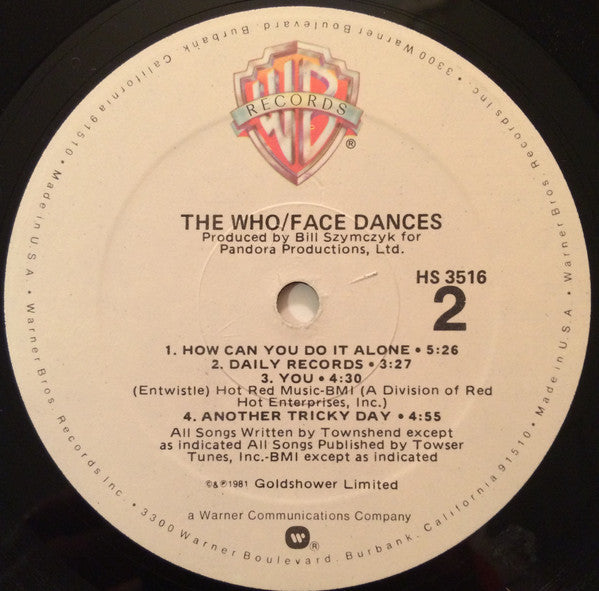 WB
RECORDS
®
THE WHO/FACE DANCES
Produced by Bill Szymczyk for
Pandora Productions, Ltd.
HS 3516
2
1. HOW CAN YOU DO IT ALONE • 5:26
2. DAILY RECORDS • 3:27
3. YOU • 4:30
(Entwistle) Hot Red Music-BMI (A Division of Red
Hot Enterprises, Inc.)
4. ANOTHER TRICKY DAY • 4:55
All Songs Written by Townshend except
as indicated All Songs Published by Towser
Tunes, Inc.-BMI except as indicated
©&℗1981 Goldshower Limited
a Warner Communications Company
®
Made in U.S.A. • Warner Bros. Records Inc. • 3300 Warner Boulevard, Burbank, California 91510 • Made in U.S.A. • Warner Bros. Records Inc. • 3300 Warner Boulevard, Burbank, California 91510 •